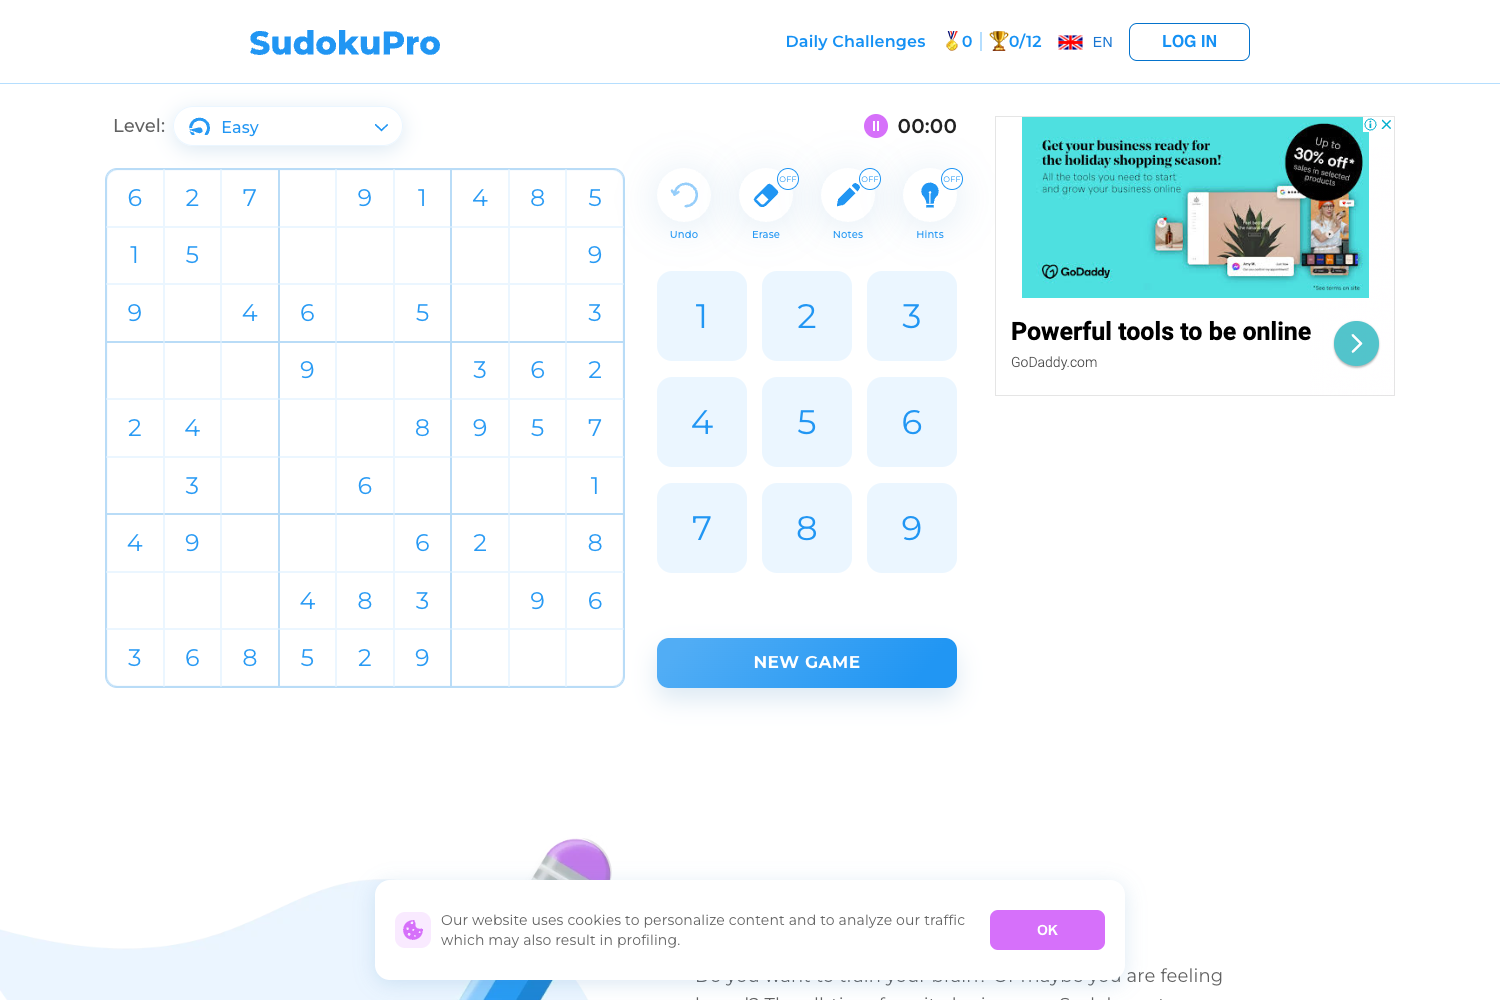 SudokuPro
Daily Challenges 0 0/12 EN LOG IN
Level: Easy
00:00
6 2 7 9 1 4 8 5
1 5 9
9 4 6 5 3
9 3 6 2
2 4 8 9 5 7
3 6 1
4 9 6 2 8
4 8 3 9 6
3 6 8 5 2 9
OFF OFF OFF
Undo Erase Notes Hints
1 2 3
4 5 6
7 8 9
NEW GAME
Get your business ready for
the holiday shopping season!
All the tools you need to start
and grow your business online
Up to
30% off*
sales in selected
products
GoDaddy
*See terms on site
Powerful tools to be online
GoDaddy.com
Our website uses cookies to personalize content and to analyze our traffic
which may also result in profiling.
OK
Do you want to train your brain? Or maybe you are feeling